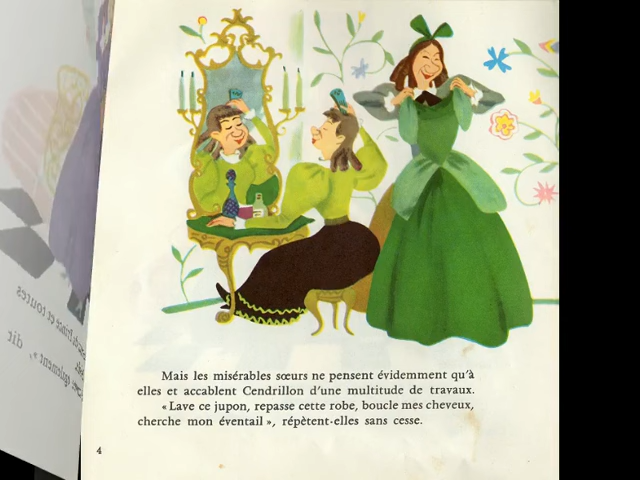 Mais les misérables sœurs ne pensent évidemment qu'à
elles et accablent Cendrillon d'une multitude de travaux.
« Lave ce jupon, repasse cette robe, boucle mes cheveux,
cherche mon éventail », répètent-elles sans cesse.
4